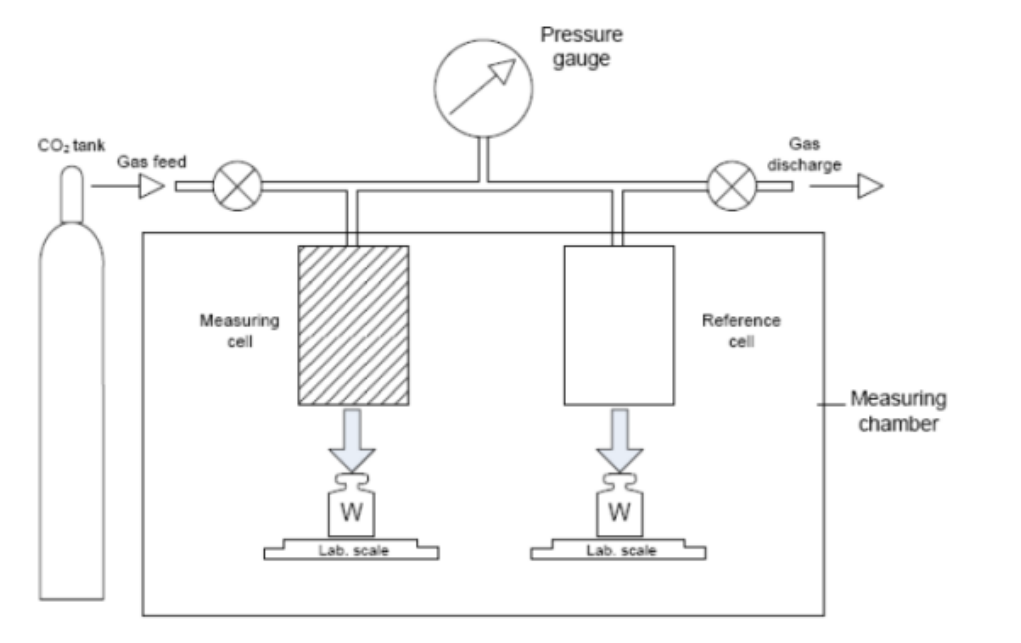 Pressure
gauge
CO₂ tank
Gas feed
Gas
discharge
Measuring
cell
Reference
cell
Measuring
chamber
W
W
Lab. scale
Lab. scale